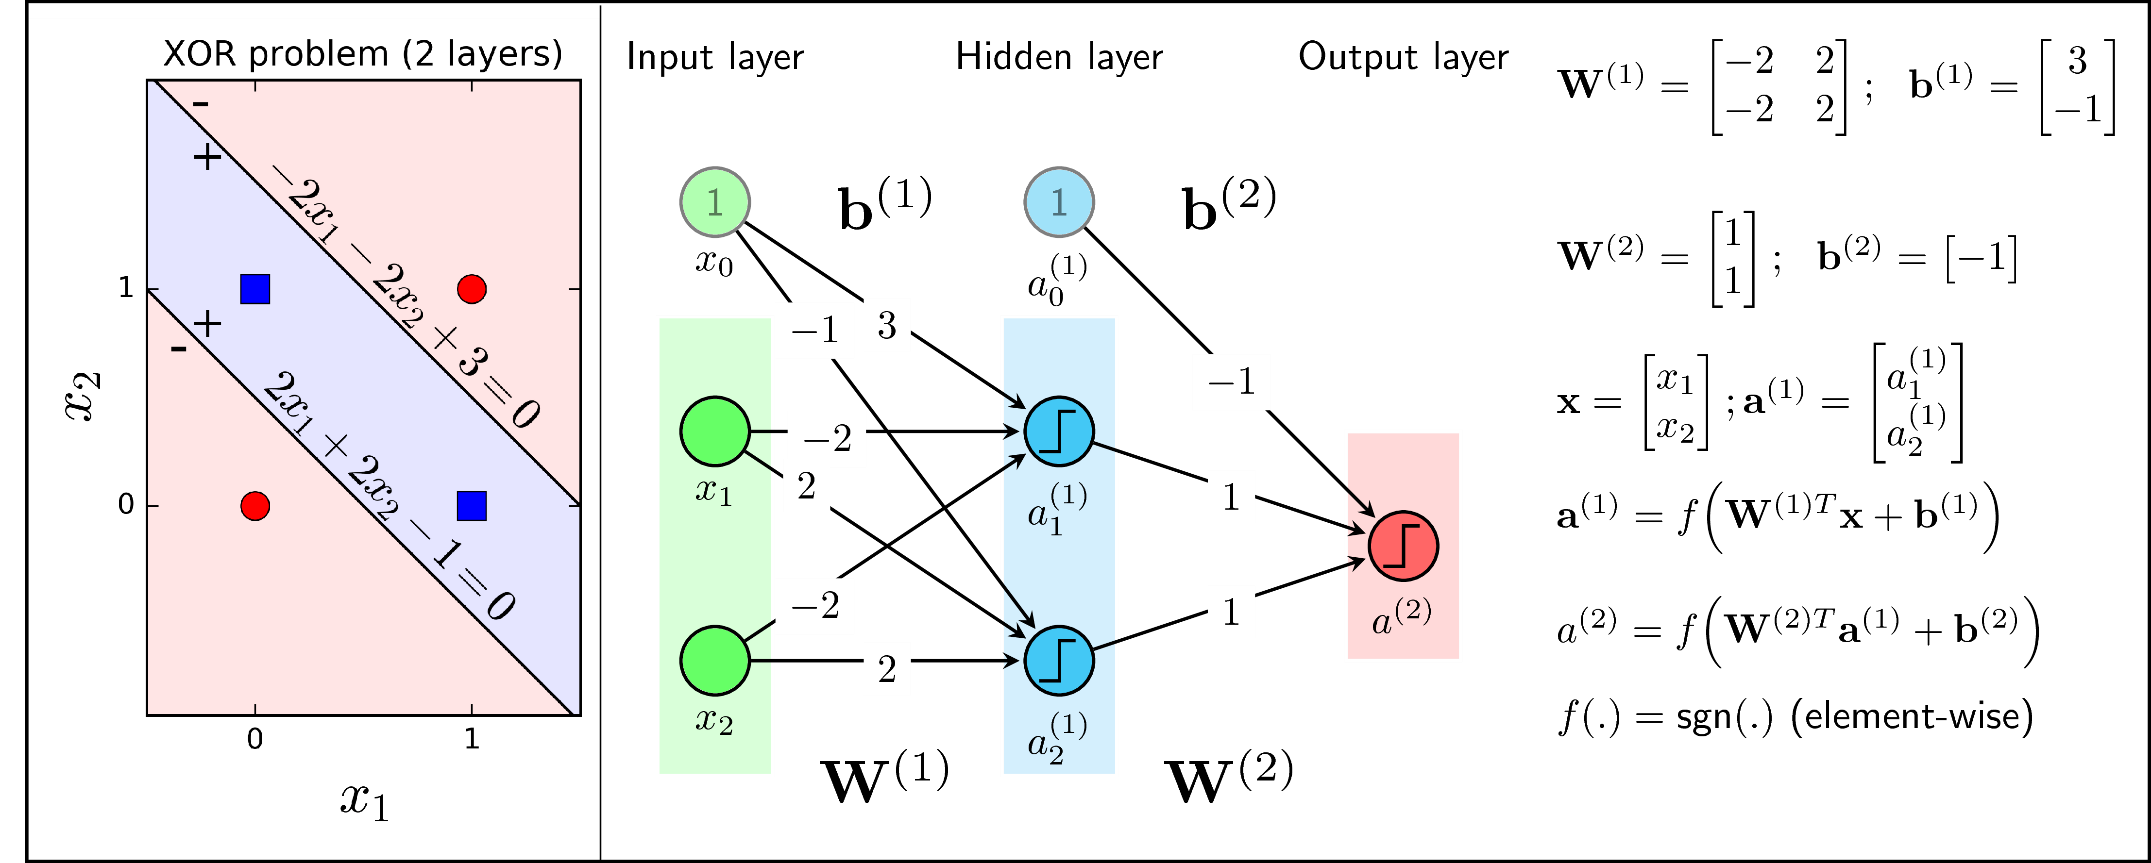 XOR problem (2 layers)
-
+
−2x₁ − 2x₂ + 3 = 0
1
+
-
2x₁ + 2x₂ − 1 = 0
x₂
0
0
1
x₁
Input layer
Hidden layer
Output layer
1
b⁽¹⁾
1
b⁽²⁾
x₀
a₀⁽¹⁾
−1
3
−1
−2
x₁
2
a₁⁽¹⁾
1
−2
1
a⁽²⁾
2
x₂
a₂⁽¹⁾
W⁽¹⁾
W⁽²⁾
W⁽¹⁾ = [−2 2; −2 2] ; b⁽¹⁾ = [3; −1]
W⁽²⁾ = [1; 1] ; b⁽²⁾ = [−1]
x = [x₁; x₂] ; a⁽¹⁾ = [a₁⁽¹⁾; a₂⁽¹⁾]
a⁽¹⁾ = f(W⁽¹⁾ᵀx + b⁽¹⁾)
a⁽²⁾ = f(W⁽²⁾ᵀa⁽¹⁾ + b⁽²⁾)
f(.) = sgn(.) (element-wise)